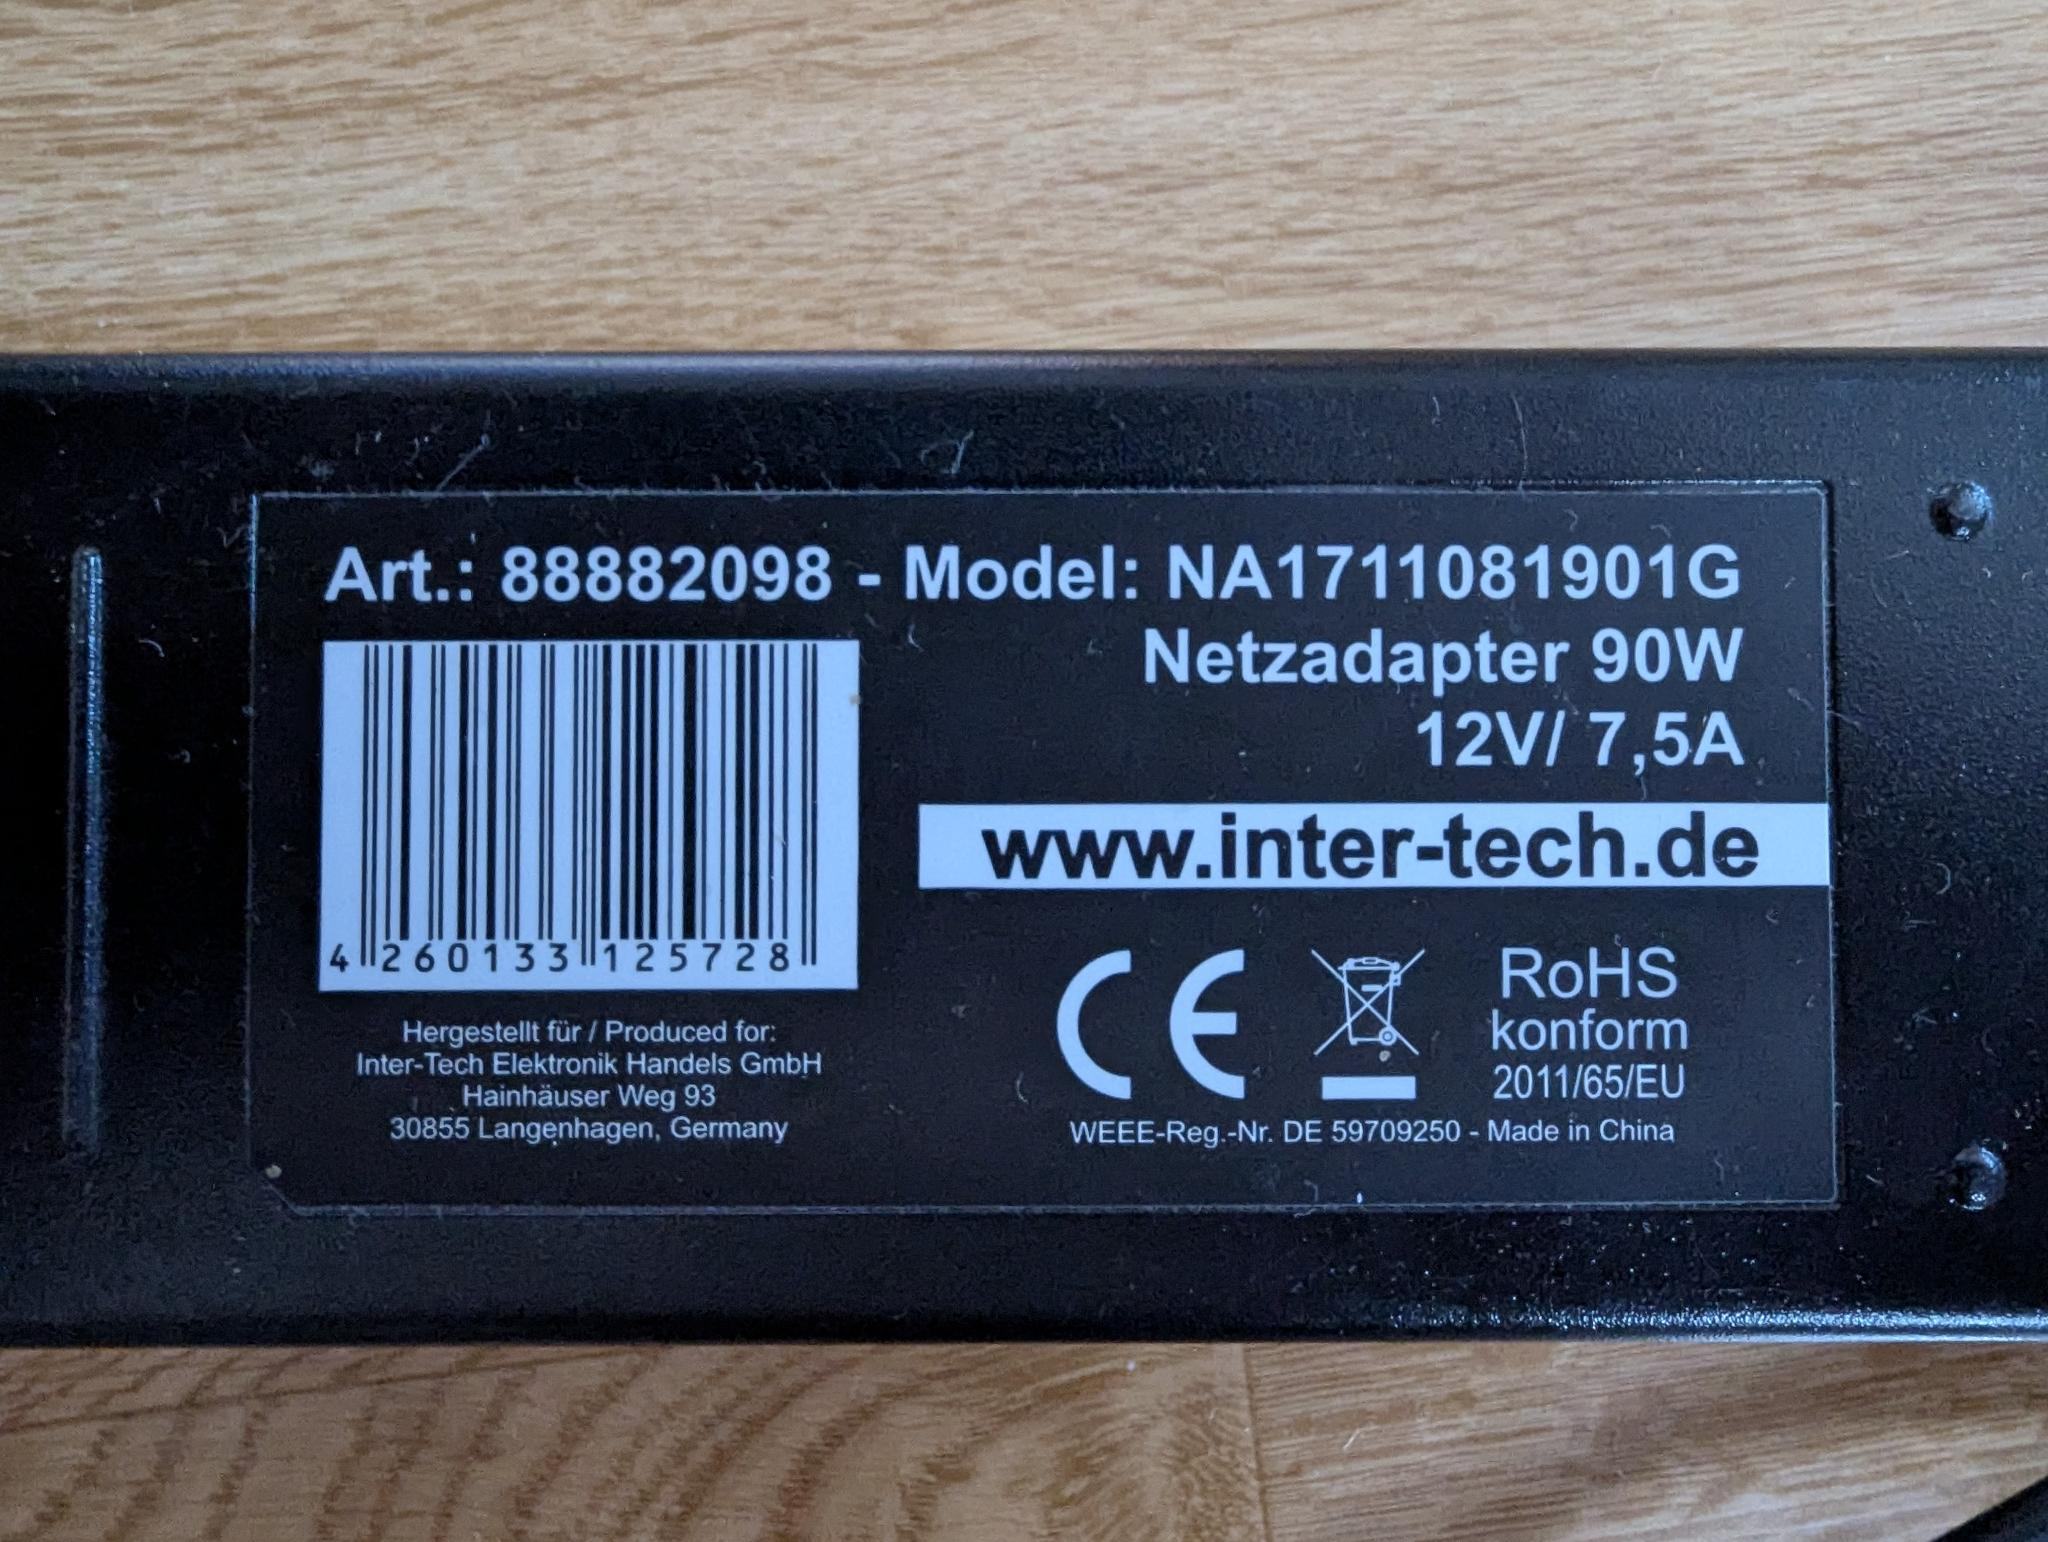 Art.: 88882098 - Model: NA1711081901G
Netzadapter 90W
12V/ 7,5A
www.inter-tech.de
4 260133 125728
Hergestellt für / Produced for:
Inter-Tech Elektronik Handels GmbH
Hainhäuser Weg 93
30855 Langenhagen, Germany
CE
RoHS
konform
2011/65/EU
WEEE-Reg.-Nr. DE 59709250 - Made in China